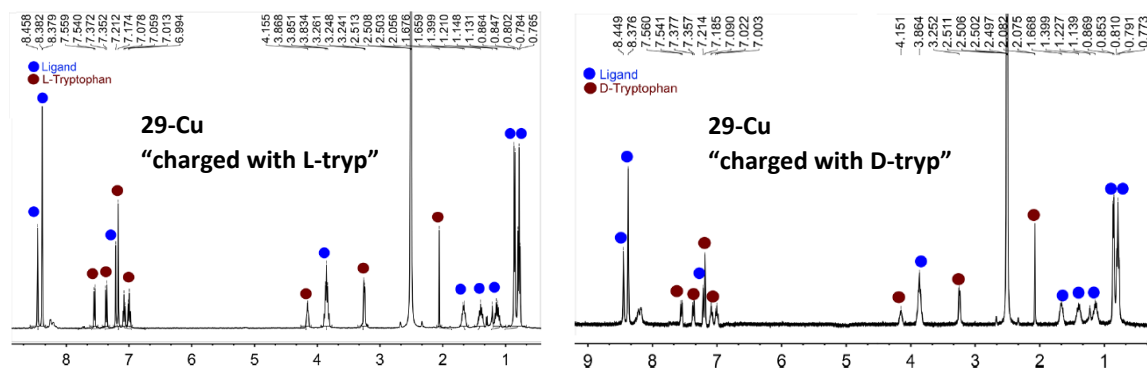 8.458 8.382 8.379 7.559 7.540 7.372 7.352 7.212 7.174 7.078 7.059 7.013 6.994
4.155 3.868 3.851 3.834 3.261 3.248 3.241 2.513 2.508 2.503 2.056 1.676 1.659 1.399 1.210 1.148 1.131 0.864 0.847 0.802 0.784 0.765
Ligand
L-Tryptophan
29-Cu
“charged with L-tryp”
8 7 6 5 4 3 2 1
8.449 8.376 7.560 7.541 7.377 7.357 7.214 7.185 7.090 7.022 7.003
4.151 3.864 3.252 2.511 2.506 2.502 2.497 2.082 2.075 1.668 1.399 1.227 1.139 0.869 0.853 0.810 0.791 0.773
Ligand
D-Tryptophan
29-Cu
“charged with D-tryp”
9 8 7 6 5 4 3 2 1